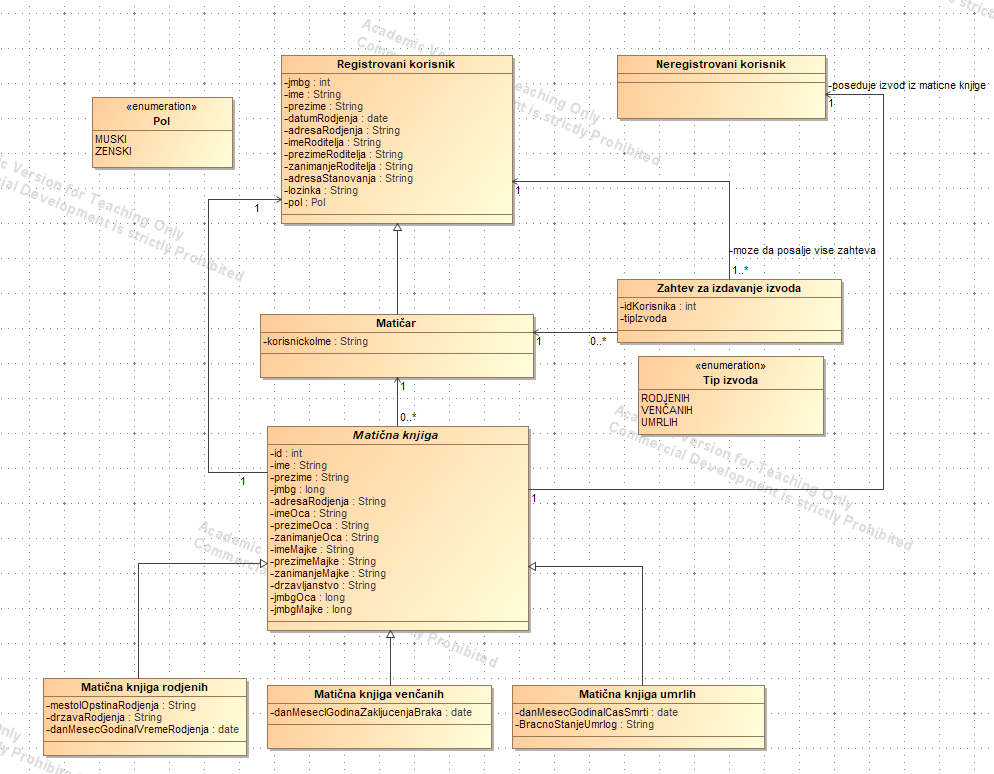 Academic Version for Teaching Only
Commercial Development is strictly Prohibited
Registrovani korisnik
-jmbg : int
-ime : String
-prezime : String
-datumRodjenja : date
-adresaRodjenja : String
-imeRoditelja : String
-prezimeRoditelja : String
-zanimanjeRoditelja : String
-adresaStanovanja : String
-lozinka : String
-pol : Pol
Neregistrovani korisnik
-poseduje izvod iz maticne knjige
1
«enumeration»
Pol
MUSKI
ZENSKI
1
1
-moze da posalje vise zahteva
1..*
Zahtev za izdavanje izvoda
-idKorisnika : int
-tipIzvoda
Matičar
-korisnickoIme : String
1
0..*
«enumeration»
Tip izvoda
RODJENIH
VENČANIH
UMRLIH
1
0..*
Matična knjiga
-id : int
-ime : String
-prezime : String
-jmbg : long
-adresaRodjenja : String
-imeOca : String
-prezimeOca : String
-zanimanjeOca : String
-imeMajke : String
-prezimeMajke : String
-zanimanjeMajke : String
-drzavljanstvo : String
-jmbgOca : long
-jmbgMajke : long
1
1
Matična knjiga rodjenih
-mestoIOpstinaRodjenja : String
-drzavaRodjenja : String
-danMesecGodinaIVremeRodjenja : date
Matična knjiga venčanih
-danMesecIGodinaZakljucenjaBraka : date
Matična knjiga umrlih
-danMesecGodinaICasSmrti : date
-BracnoStanjeUmrlog : String